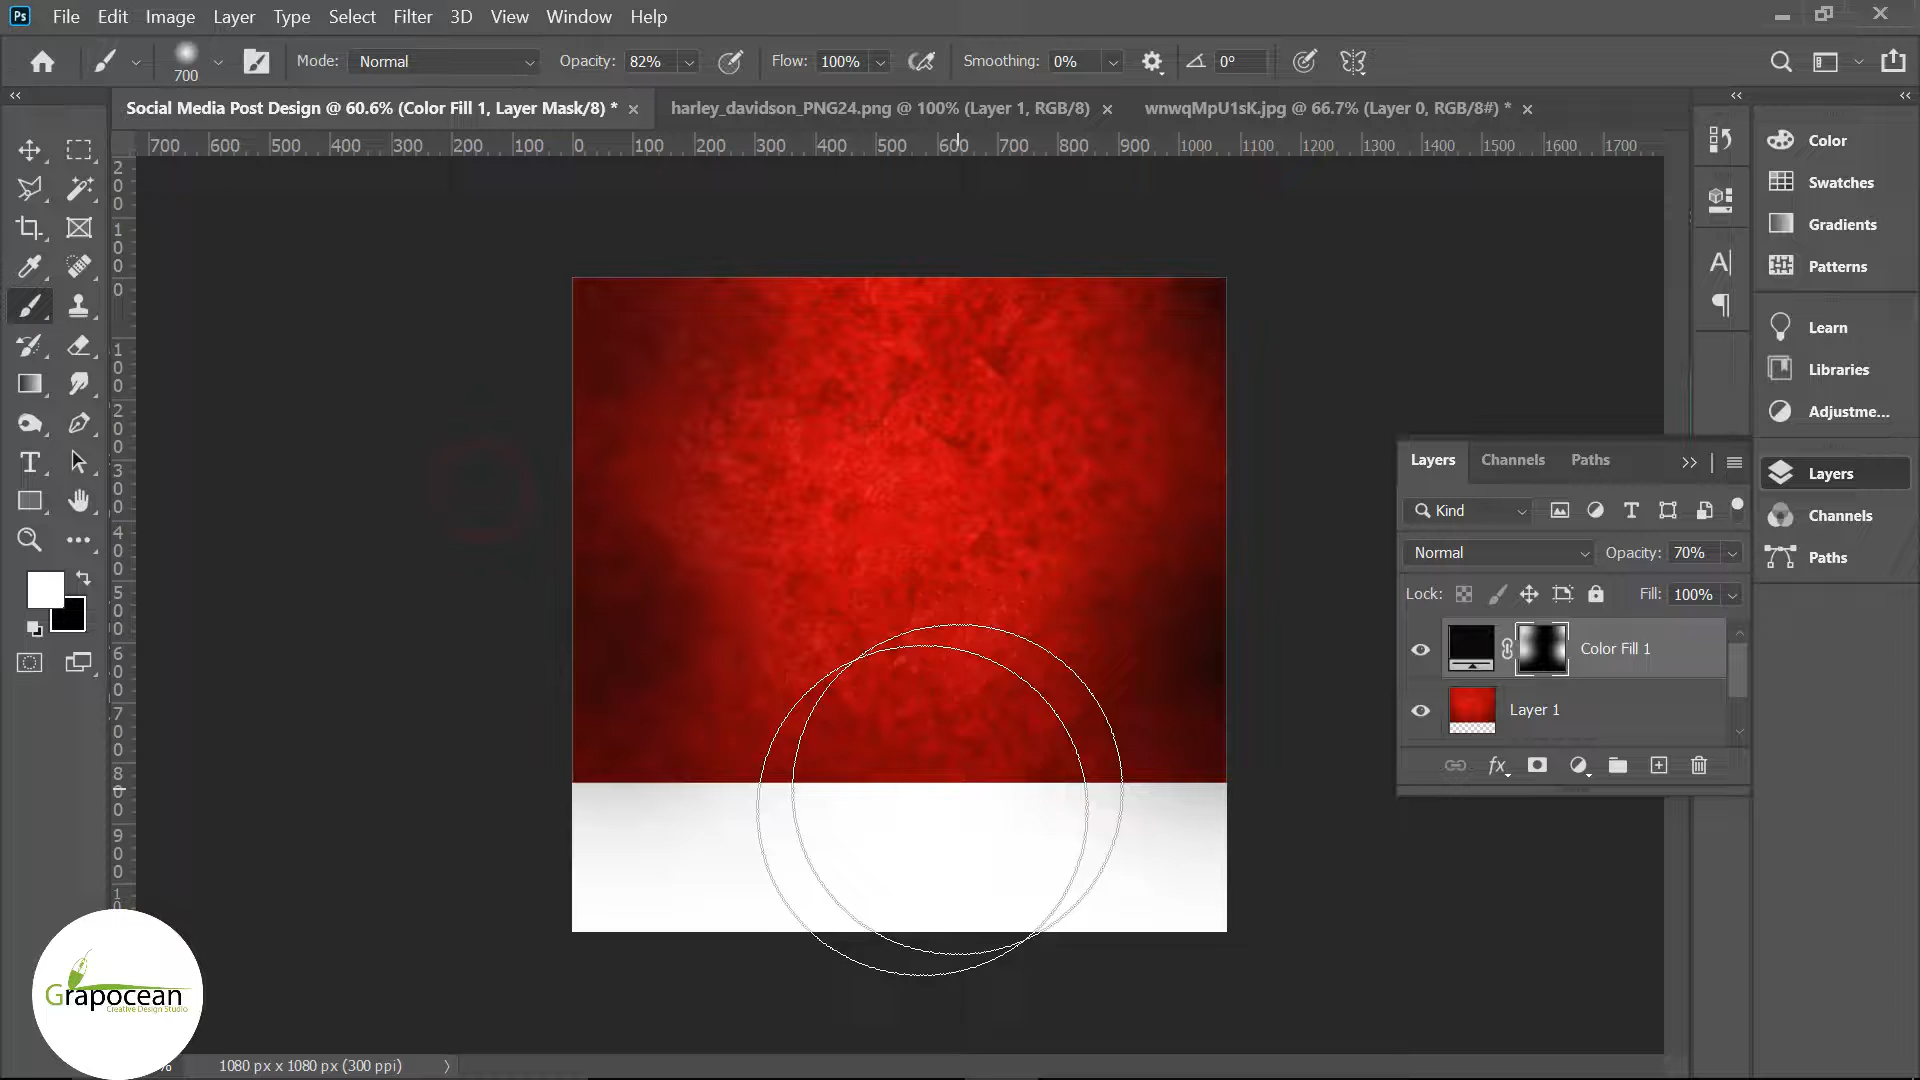 Ps File Edit Image Layer Type Select Filter 3D View Window Help
700 Mode: Normal Opacity: 82% Flow: 100% Smoothing: 0% 0°
Social Media Post Design @ 60.6% (Color Fill 1, Layer Mask/8) * harley_davidson_PNG24.png @ 100% (Layer 1, RGB/8) wnwqMpU1sK.jpg @ 66.7% (Layer 0, RGB/8#) *
700 600 500 400 300 200 100 0 100 200 300 400 500 600 700 800 900 1000 1100 1200 1300 1400 1500 1600 1700
200
100
0
100
200
300
400
500
600
700
800
900
Color
Swatches
Gradients
Patterns
Learn
Libraries
Adjustme...
Layers
Channels
Paths
Layers Channels Paths
Kind
Normal Opacity: 70%
Lock: Fill: 100%
Color Fill 1
Layer 1
fx
Grapocean
Creative Design Studio
% 1080 px x 1080 px (300 ppi)